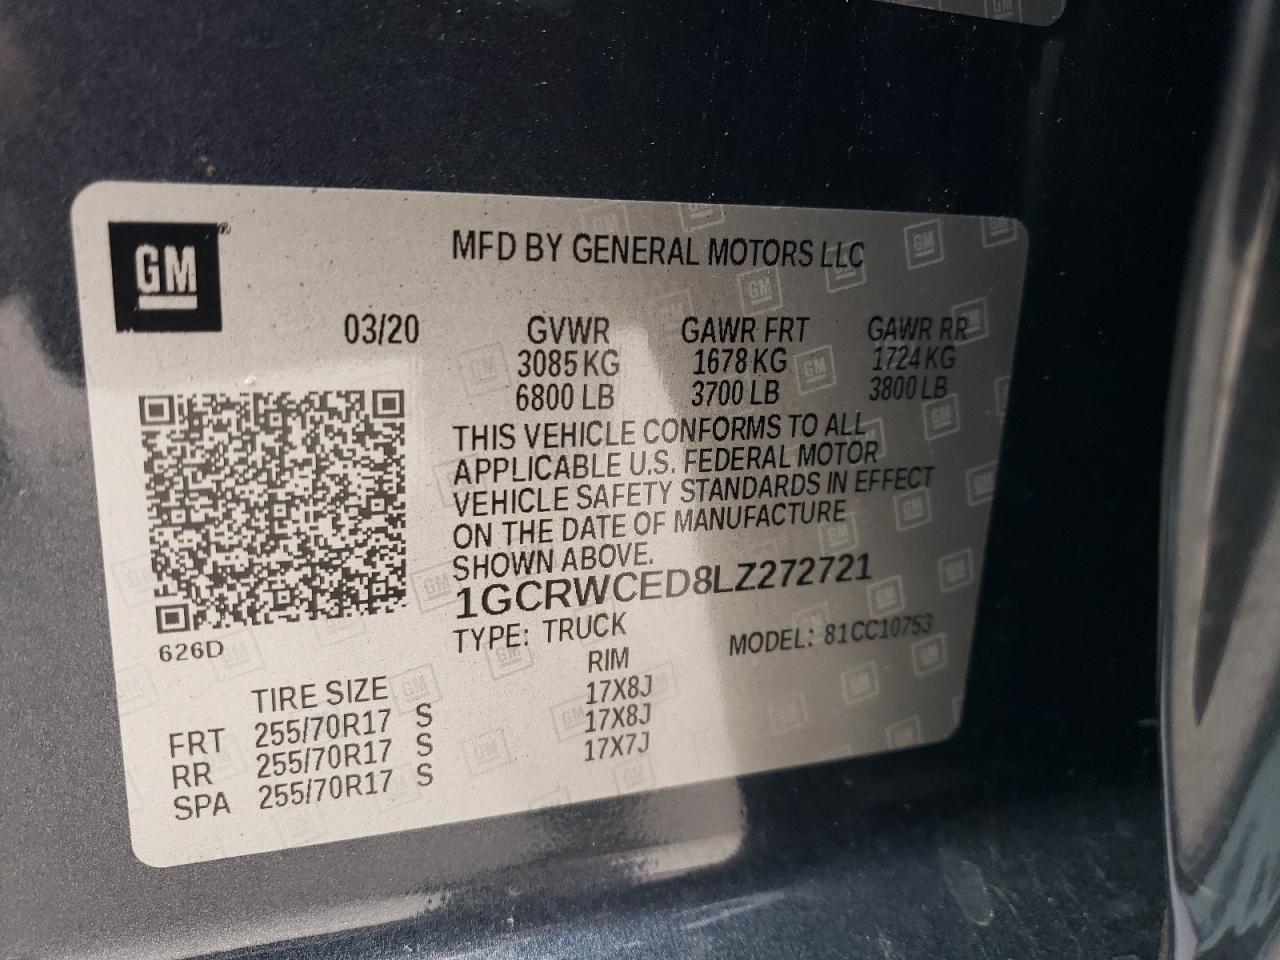 GM
MFD BY GENERAL MOTORS LLC
03/20 GVWR GAWR FRT GAWR RR
3085 KG 1678 KG 1724 KG
6800 LB 3700 LB 3800 LB
THIS VEHICLE CONFORMS TO ALL
APPLICABLE U.S. FEDERAL MOTOR
VEHICLE SAFETY STANDARDS IN EFFECT
ON THE DATE OF MANUFACTURE
SHOWN ABOVE.
1GCRWCED8LZ272721
TYPE: TRUCK MODEL: 81CC10753
626D
TIRE SIZE RIM
FRT 255/70R17 S 17X8J
RR 255/70R17 S 17X8J
SPA 255/70R17 S 17X7J